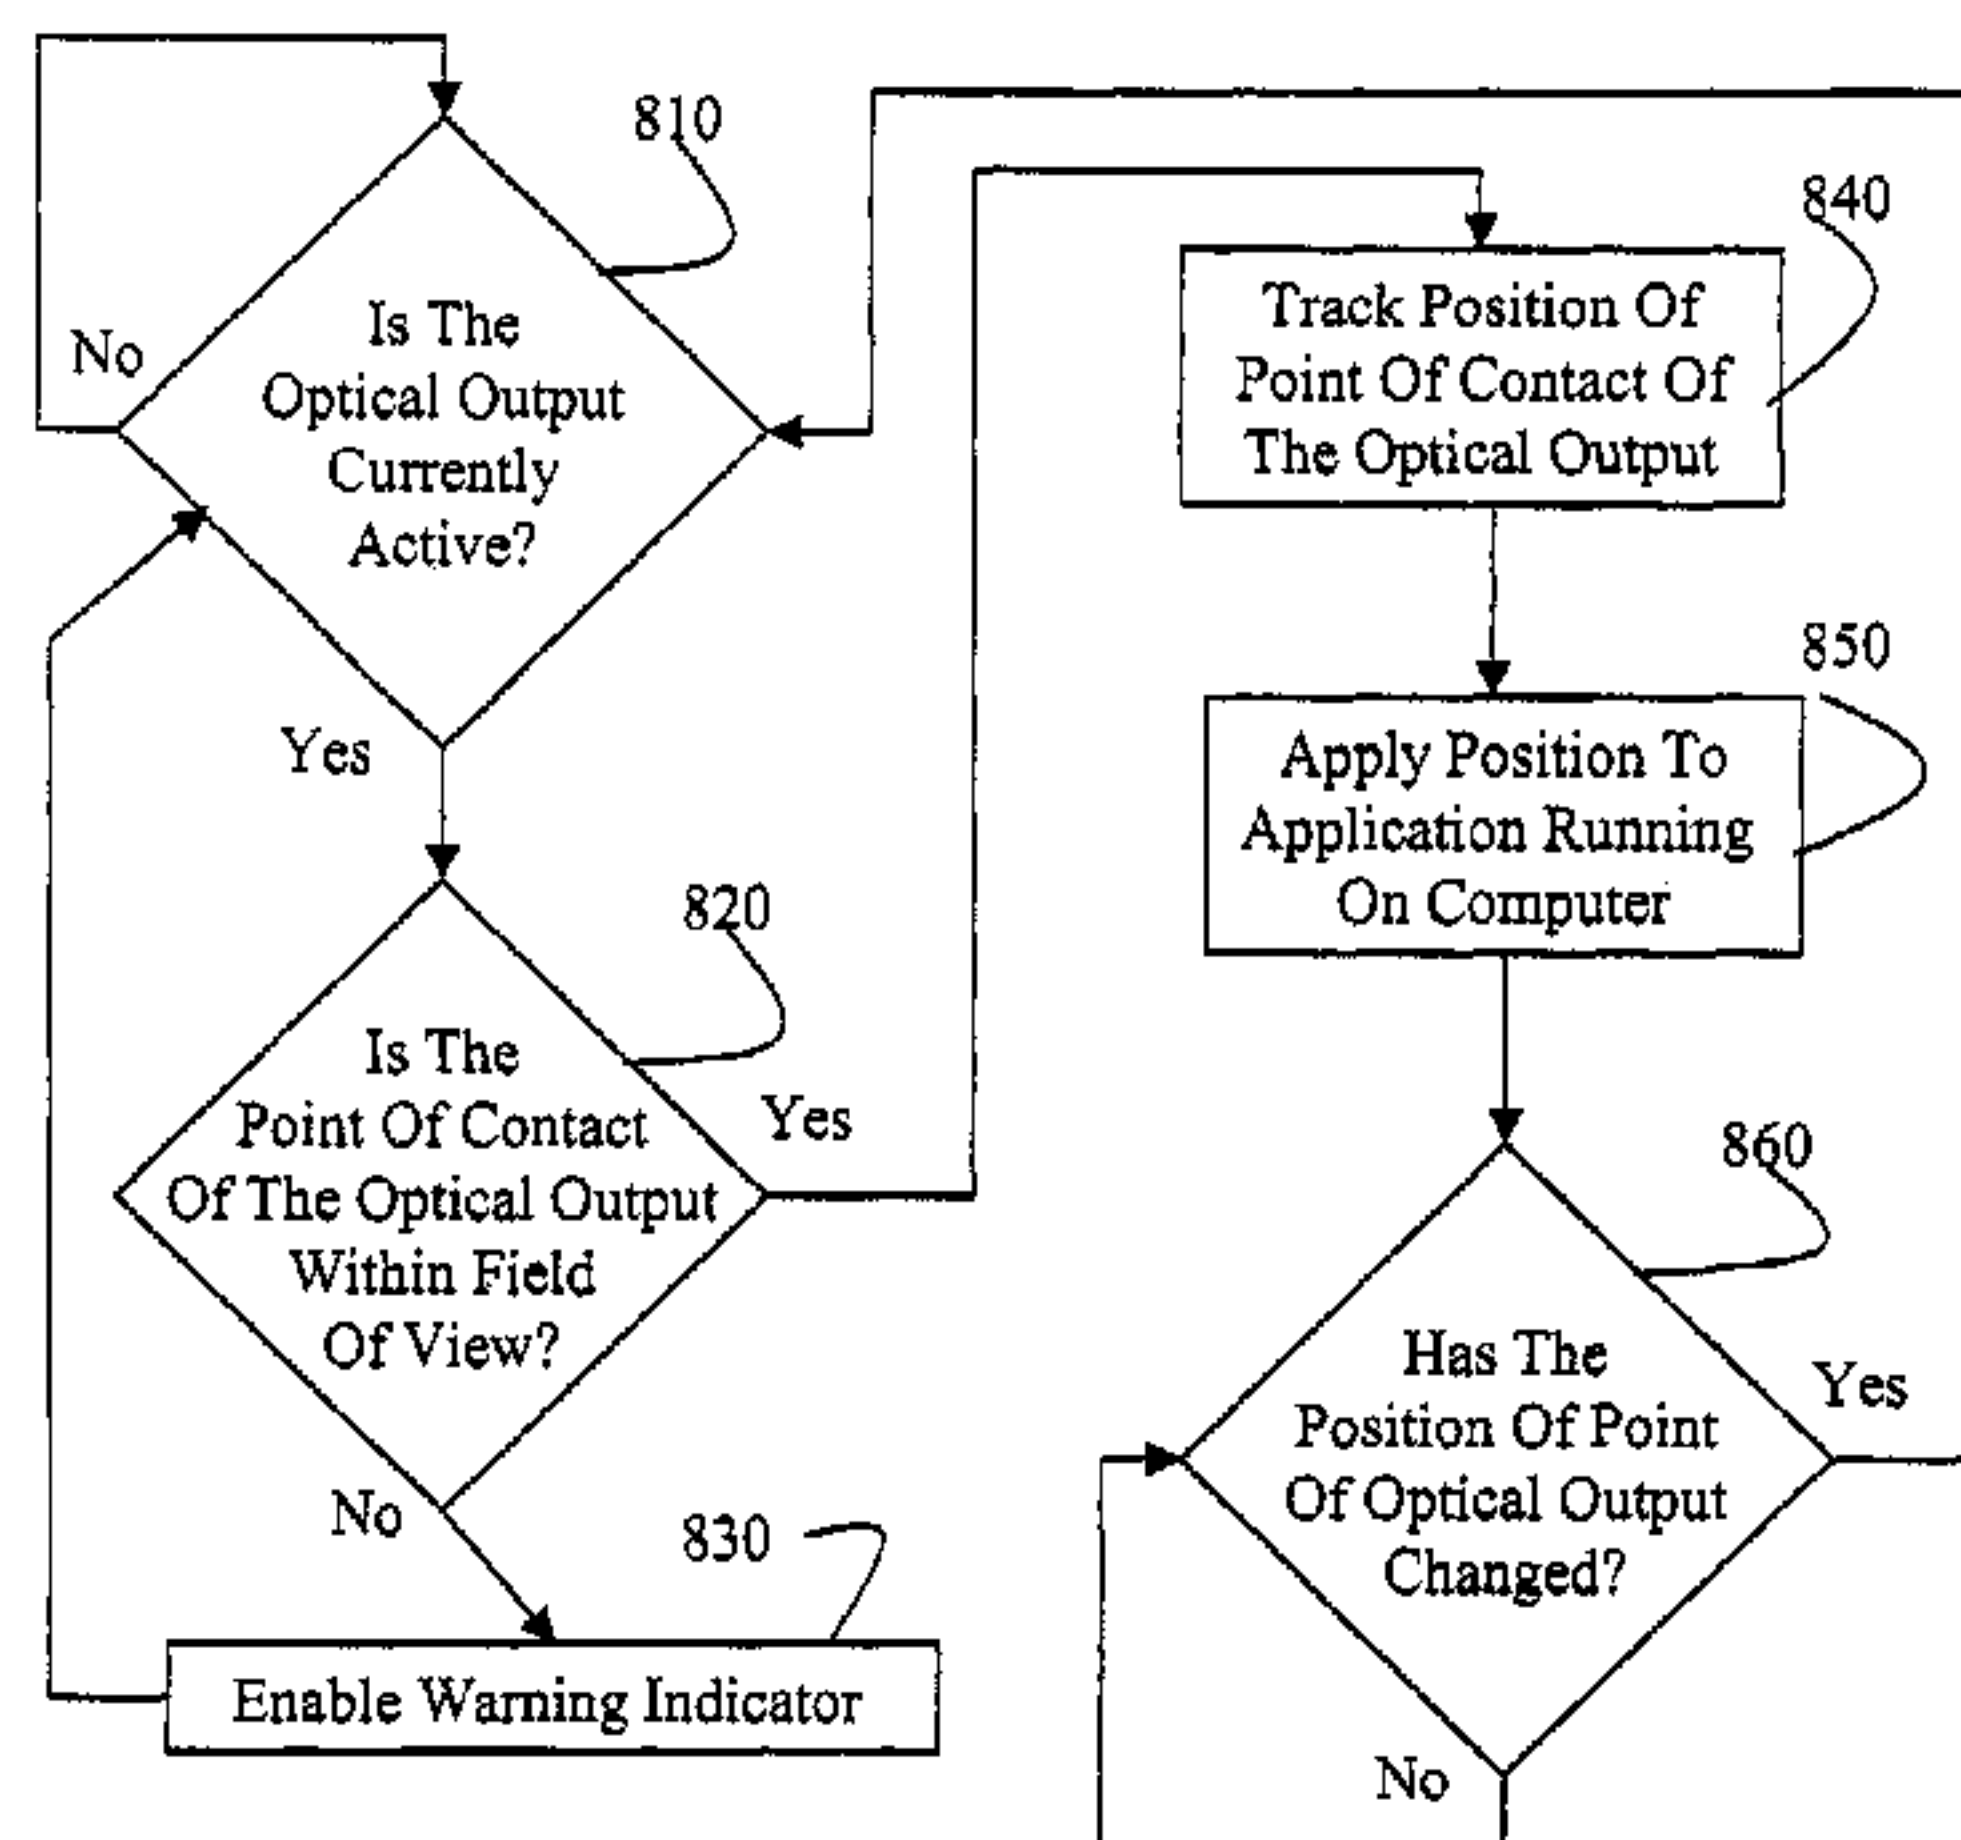 810
No
Is The
Optical Output
Currently
Active?
Yes
820
Is The
Point Of Contact
Of The Optical Output
Within Field
Of View?
Yes
No
830
Enable Warning Indicator
840
Track Position Of
Point Of Contact Of
The Optical Output
850
Apply Position To
Application Running
On Computer
860
Has The
Position Of Point
Of Optical Output
Changed?
Yes
No